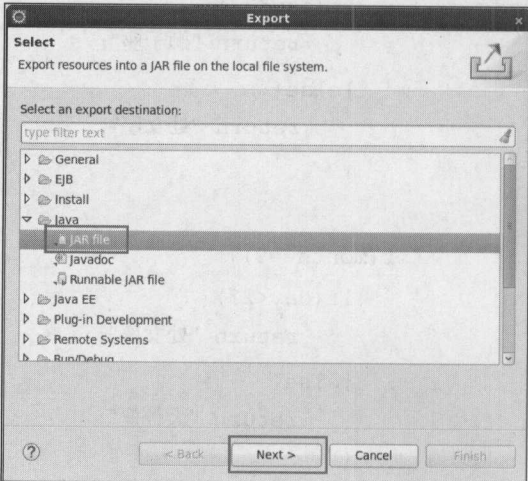 Export
Select
Export resources into a JAR file on the local file system.
Select an export destination:
type filter text
General
EJB
Install
Java
JAR file
Javadoc
Runnable JAR file
Java EE
Plug-in Development
Remote Systems
Run/Debug
< Back
Next >
Cancel
Finish